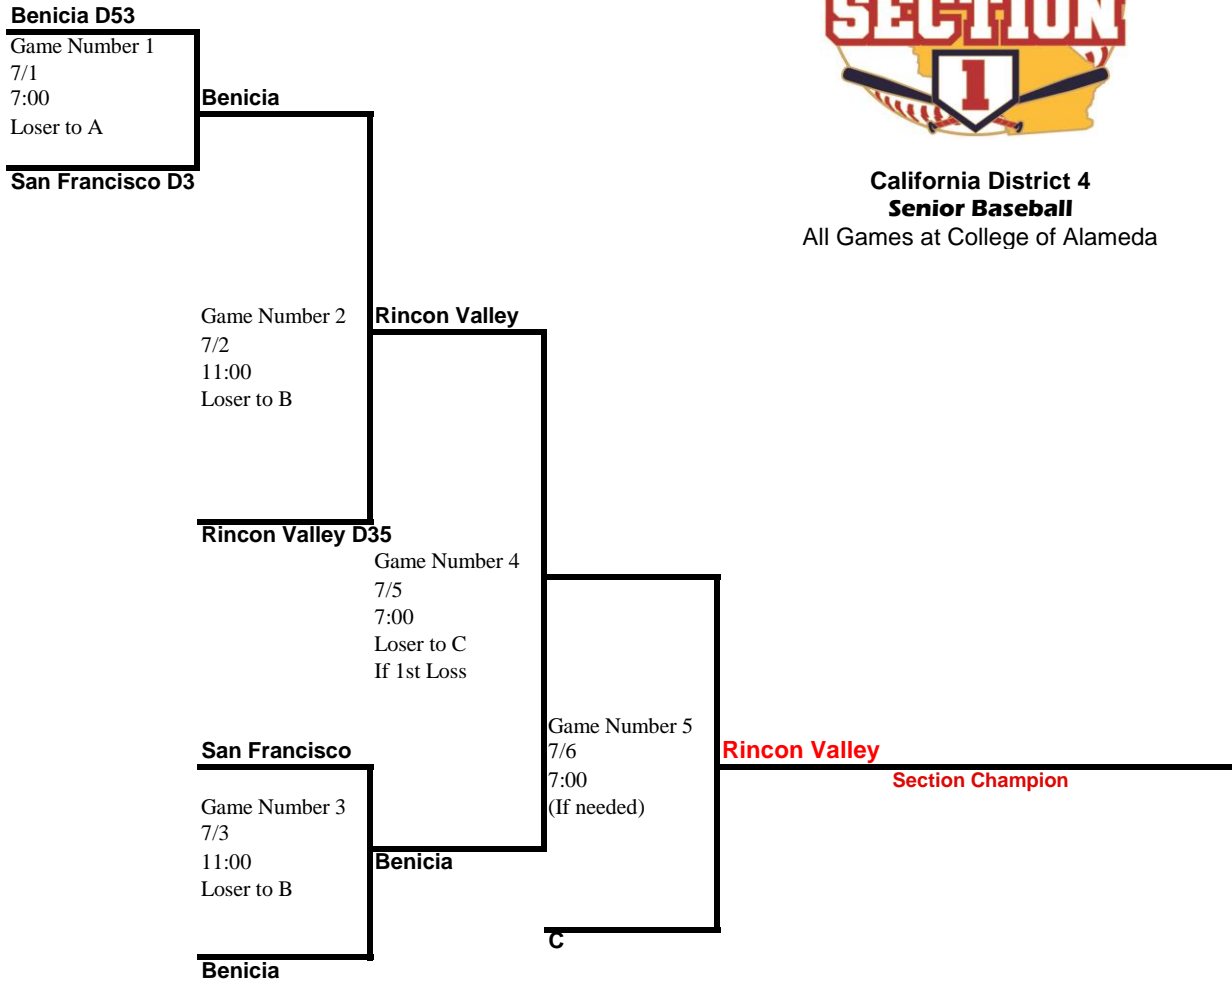 Benicia D53
Game Number 1
7/1
7:00
Loser to A
San Francisco D3
Benicia
SECTION
1
California District 4
Senior Baseball
All Games at College of Alameda
Game Number 2
7/2
11:00
Loser to B
Rincon Valley
Rincon Valley D35
Game Number 4
7/5
7:00
Loser to C
If 1st Loss
Game Number 5
7/6
7:00
(If needed)
Rincon Valley
Section Champion
San Francisco
Game Number 3
7/3
11:00
Loser to B
Benicia
C
Benicia